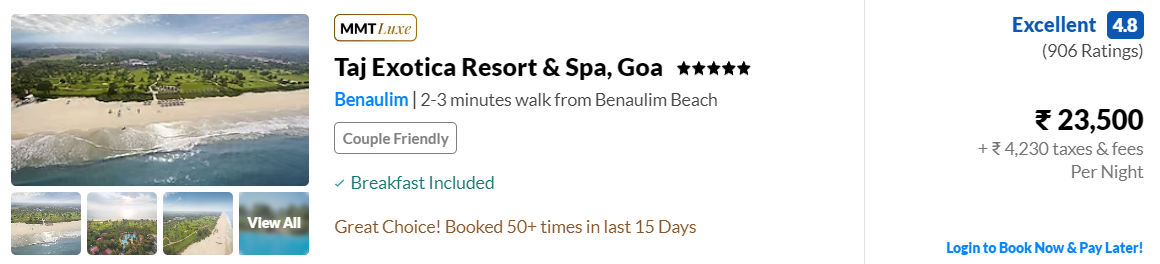 MMTLuxe
Taj Exotica Resort & Spa, Goa ★★★★★
Benaulim | 2-3 minutes walk from Benaulim Beach
Couple Friendly
✓ Breakfast Included
Great Choice! Booked 50+ times in last 15 Days
View All
Excellent 4.8
(906 Ratings)
₹ 23,500
+ ₹ 4,230 taxes & fees
Per Night
Login to Book Now & Pay Later!